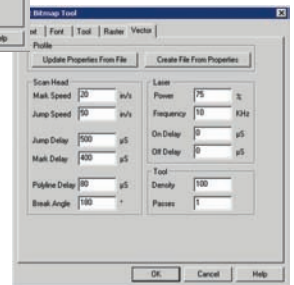 Help
Bitmap Tool
Font Tool Raster Vector
Profile
Update Properties From File Create File From Properties
Scan Head
Mark Speed 20 in/s
Jump Speed 50 in/s
Jump Delay 500 µS
Mark Delay 400 µS
Polyline Delay 80 µS
Break Angle 180 °
Laser
Power 75 %
Frequency 10 KHz
On Delay 0 µS
Off Delay 0 µS
Tool
Density 100
Passes 1
OK Cancel Help